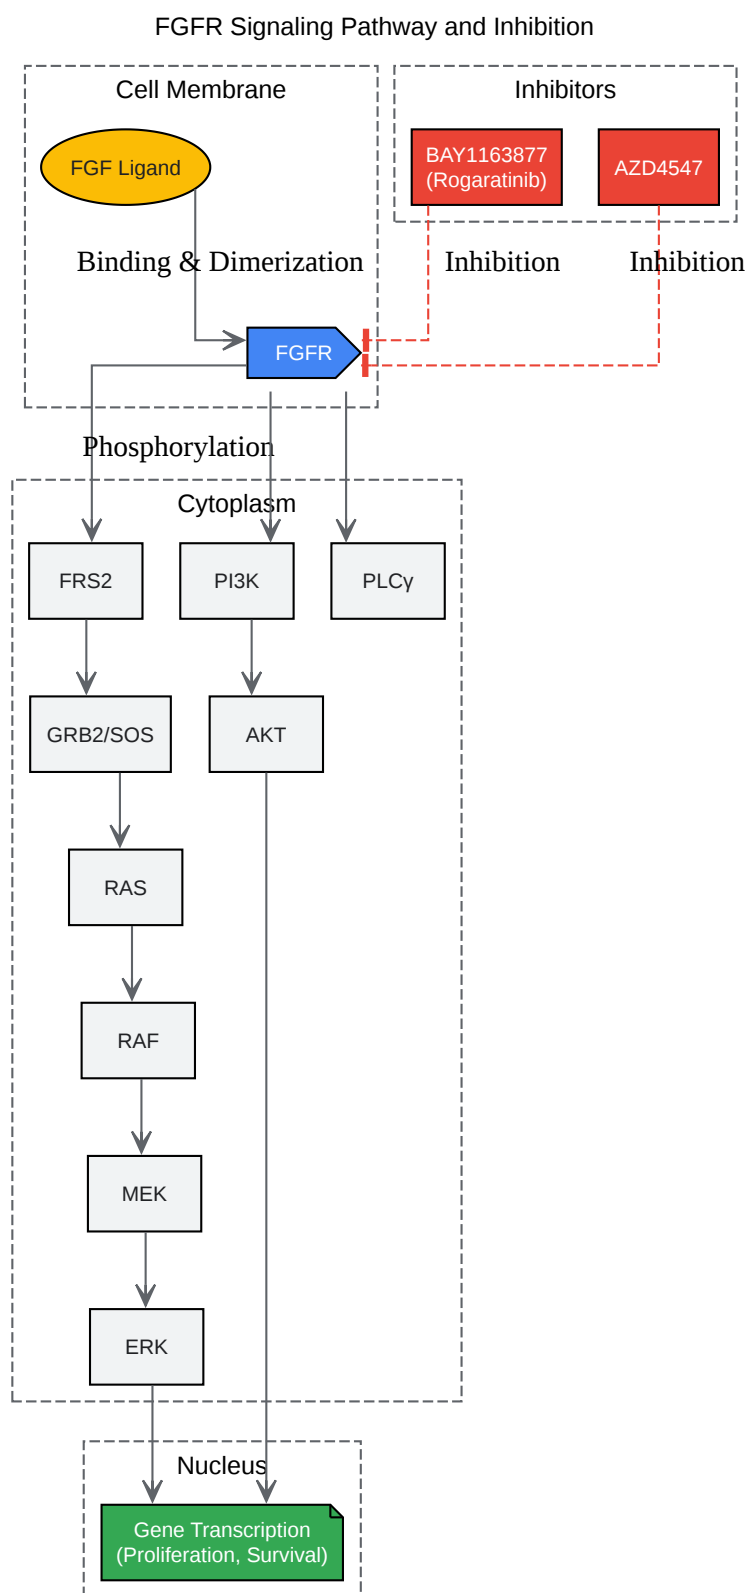 FGFR Signaling Pathway and Inhibition
Cell Membrane
Inhibitors
FGF Ligand
BAY1163877
(Rogaratinib)
AZD4547
Binding & Dimerization
Inhibition
Inhibition
FGFR
Phosphorylation
Cytoplasm
FRS2
PI3K
PLCγ
GRB2/SOS
AKT
RAS
RAF
MEK
ERK
Nucleus
Gene Transcription
(Proliferation, Survival)